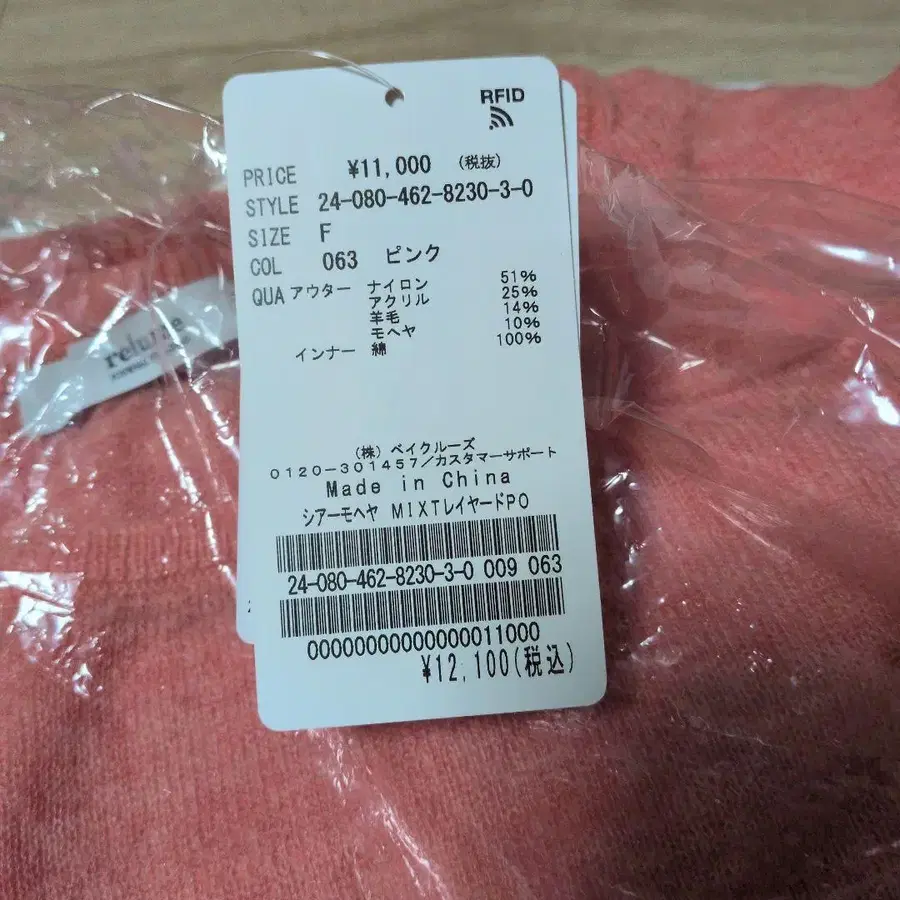 RFID
PRICE ¥11,000 (税抜)
STYLE 24-080-462-8230-3-0
SIZE F
COL 063 ピンク
QUA アウター ナイロン 51%
アクリル 25%
羊毛 14%
モヘヤ 10%
インナー 綿 100%
(株) ベイクルーズ
0120-301457/カスタマーサポート
Made in China
シアーモヘヤ MIXTレイヤードPO
24-080-462-8230-3-0 009 063
00000000000000011000
¥12,100(税込)